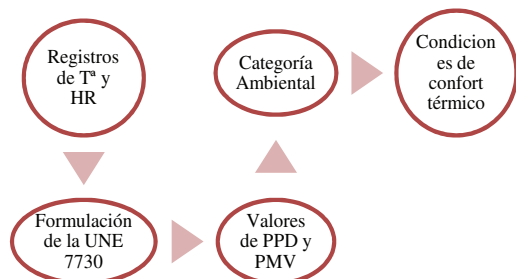 Registros
de Tª y
HR
Formulación
de la UNE
7730
Valores
de PPD y
PMV
Categoría
Ambiental
Condicion
es de
confort
térmico